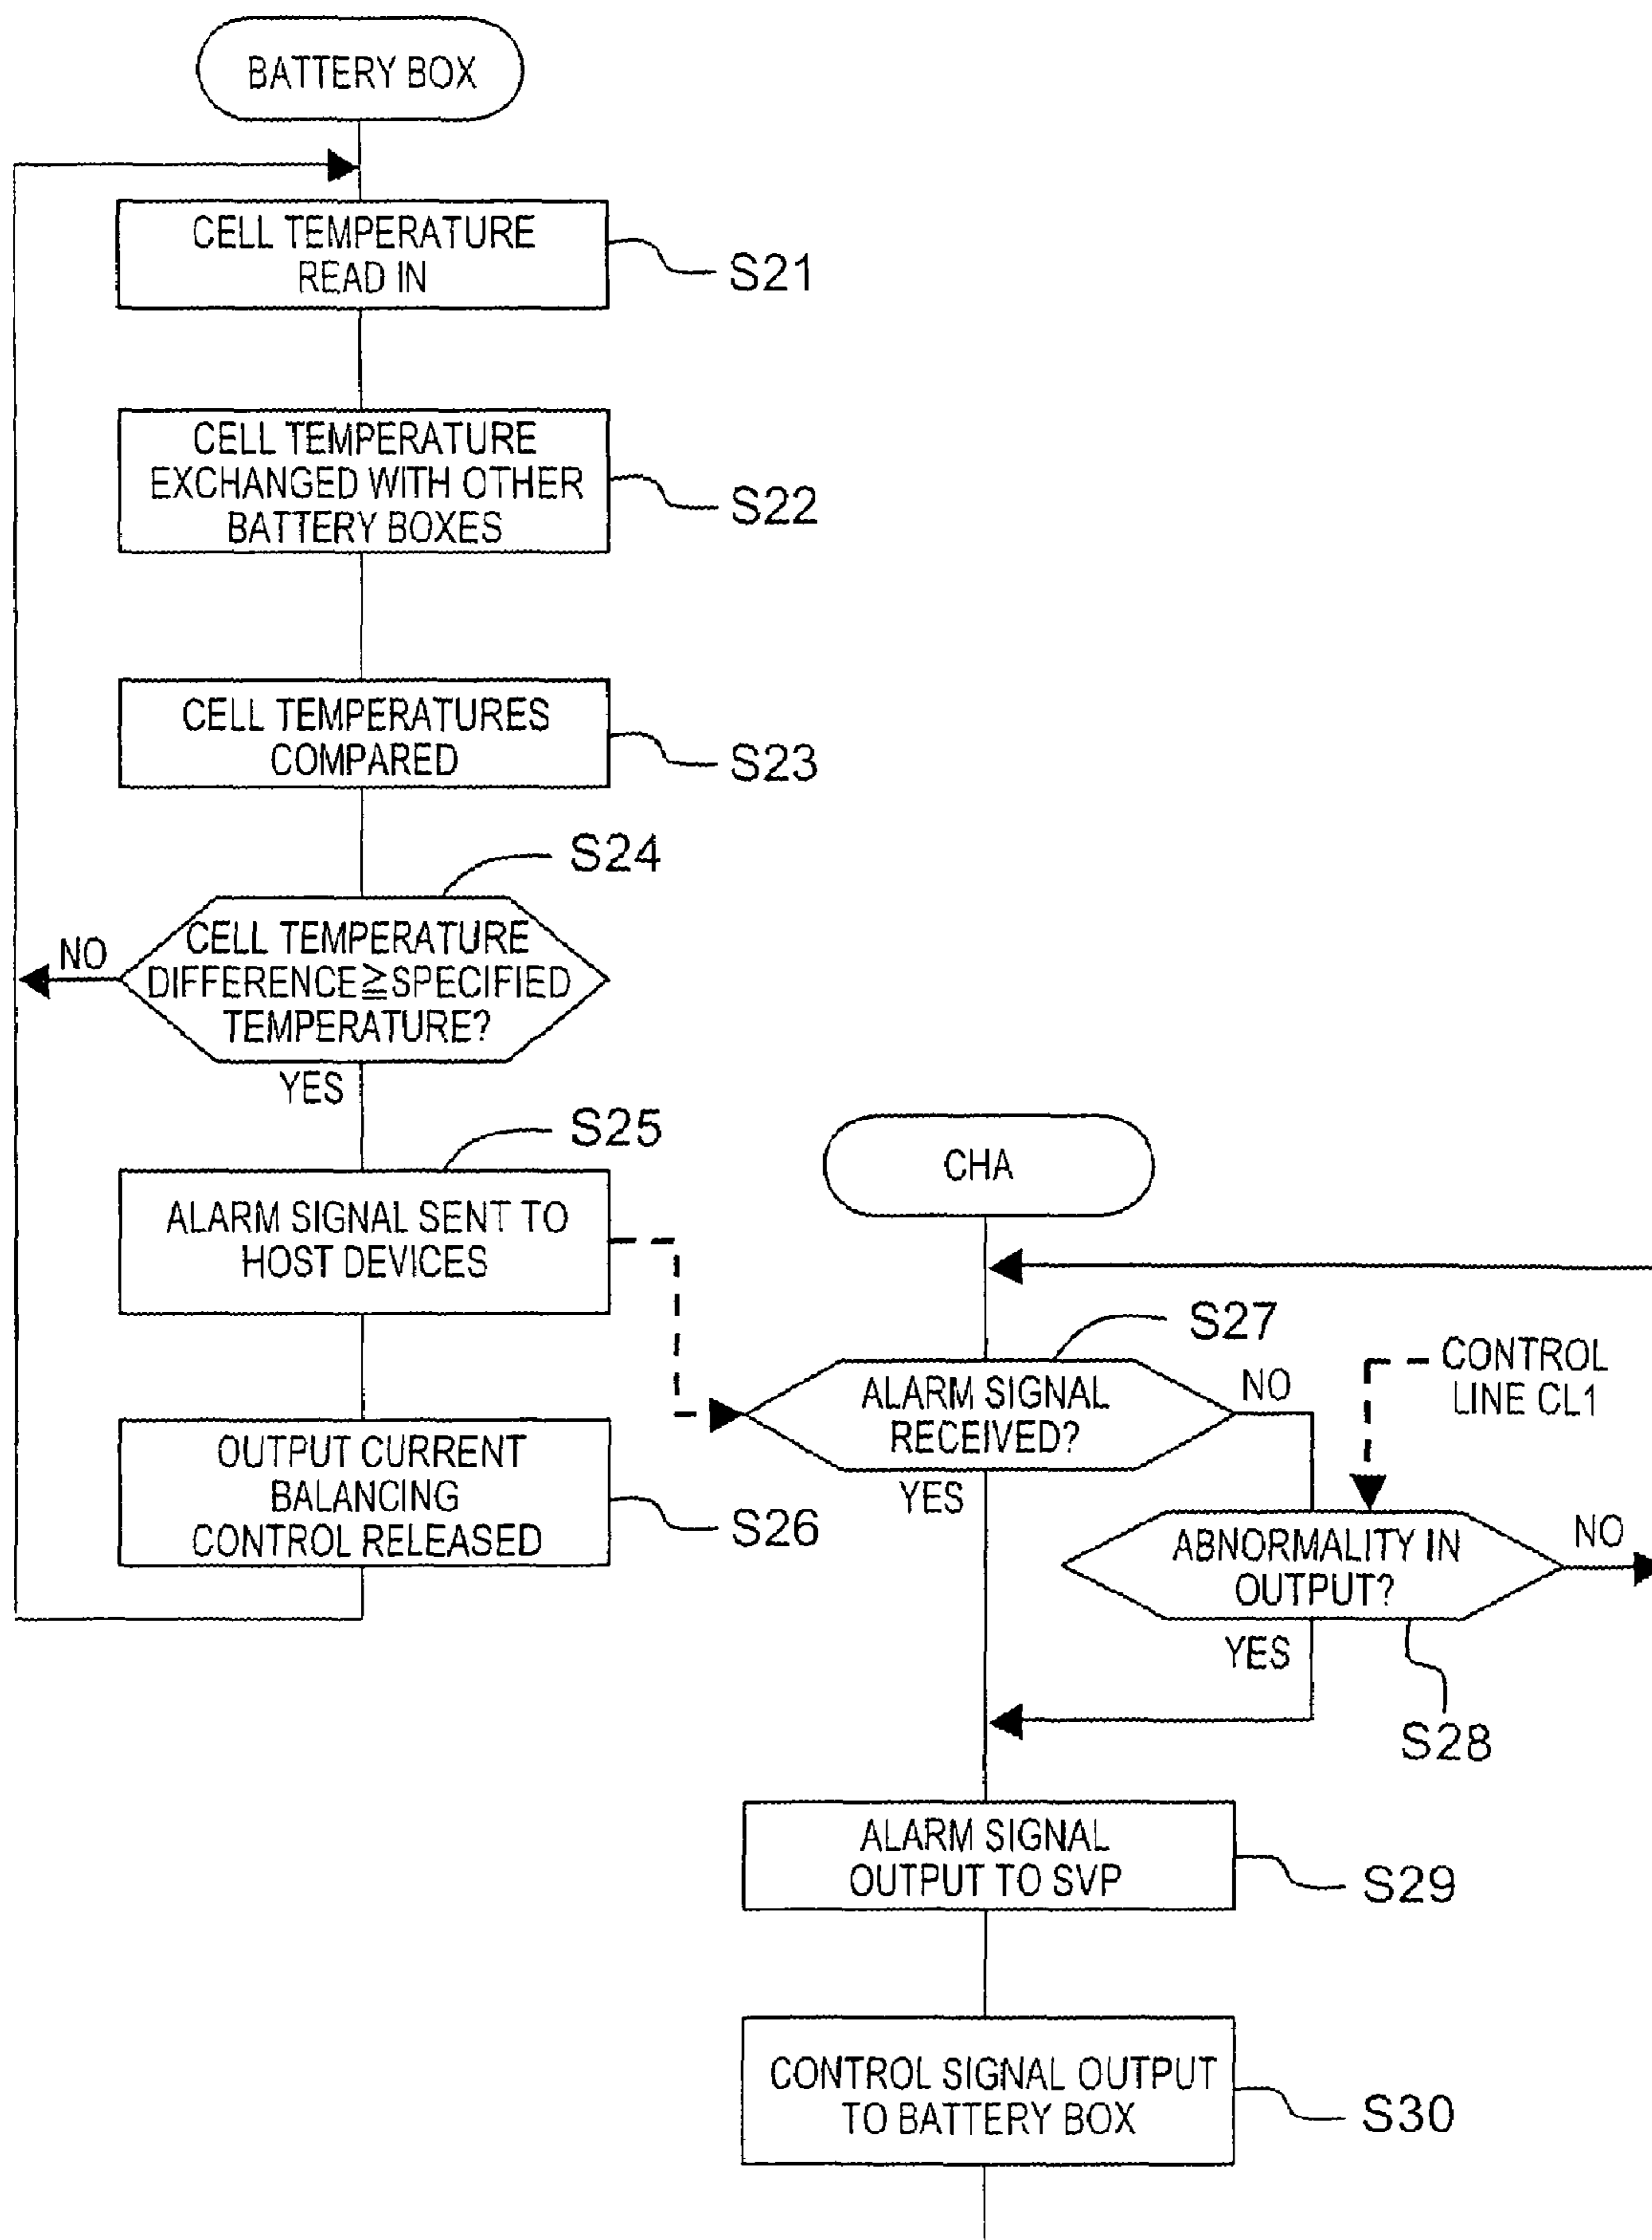 BATTERY BOX
CELL TEMPERATURE
READ IN
S21
CELL TEMPERATURE
EXCHANGED WITH OTHER
BATTERY BOXES
S22
CELL TEMPERATURES
COMPARED
S23
S24
CELL TEMPERATURE
DIFFERENCE≧SPECIFIED
TEMPERATURE?
NO
YES
S25
ALARM SIGNAL SENT TO
HOST DEVICES
OUTPUT CURRENT
BALANCING
CONTROL RELEASED
S26
CHA
S27
ALARM SIGNAL
RECEIVED?
NO
YES
CONTROL
LINE CL1
ABNORMALITY IN
OUTPUT?
NO
YES
S28
ALARM SIGNAL
OUTPUT TO SVP
S29
CONTROL SIGNAL OUTPUT
TO BATTERY BOX
S30